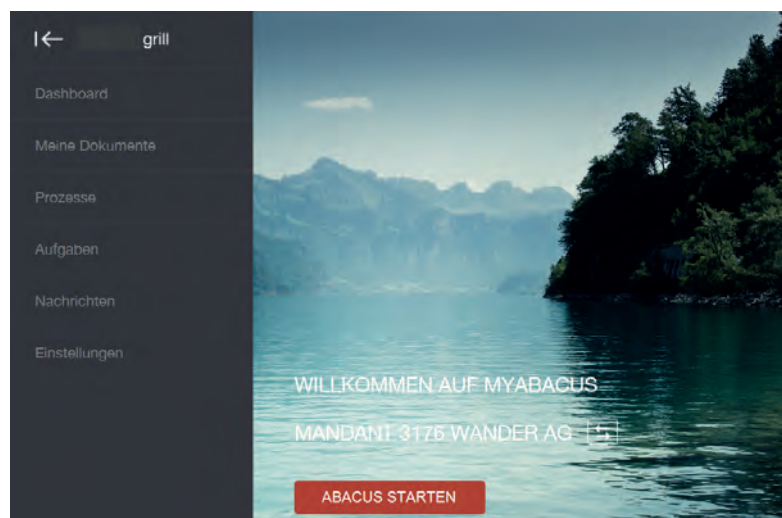 grill
Dashboard
Meine Dokumente
Prozesse
Aufgaben
Nachrichten
Einstellungen
WILLKOMMEN AUF MYABACUS
MANDANT 3176 WANDER AG
ABACUS STARTEN